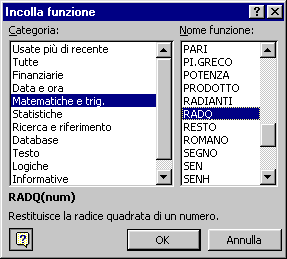 Incolla funzione
Categoria:
Usate più di recente
Tutte
Finanziarie
Data e ora
Matematiche e trig.
Statistiche
Ricerca e riferimento
Database
Testo
Logiche
Informative
Nome funzione:
PARI
PI.GRECO
POTENZA
PRODOTTO
RADIANTI
RADQ
RESTO
ROMANO
SEGNO
SEN
SENH
RADQ(num)
Restituisce la radice quadrata di un numero.
OK
Annulla